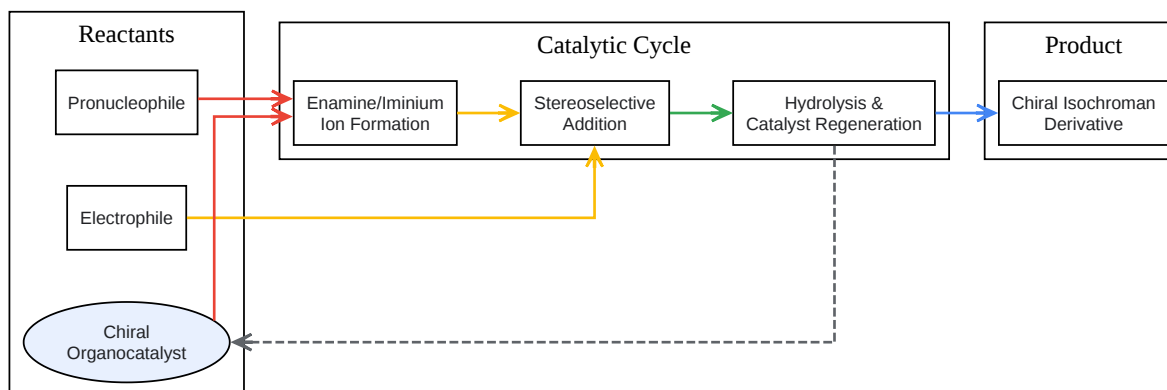 Reactants
Pronucleophile
Electrophile
Chiral
Organocatalyst
Catalytic Cycle
Enamine/Iminium
Ion Formation
Stereoselective
Addition
Hydrolysis &
Catalyst Regeneration
Product
Chiral Isochroman
Derivative